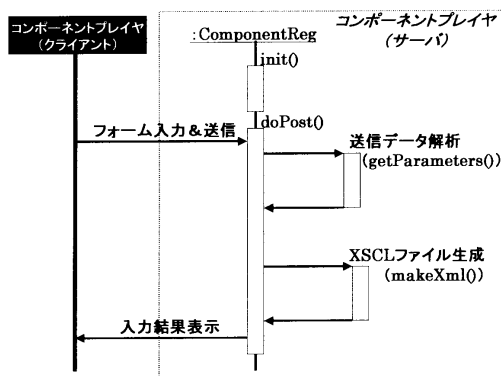 コンポーネントプレイヤ
(クライアント)
コンポーネントプレイヤ
(サーバ)
:ComponentReg
init()
doPost()
フォーム入力&送信
送信データ解析
(getParameters())
XSCLファイル生成
(makeXml())
入力結果表示